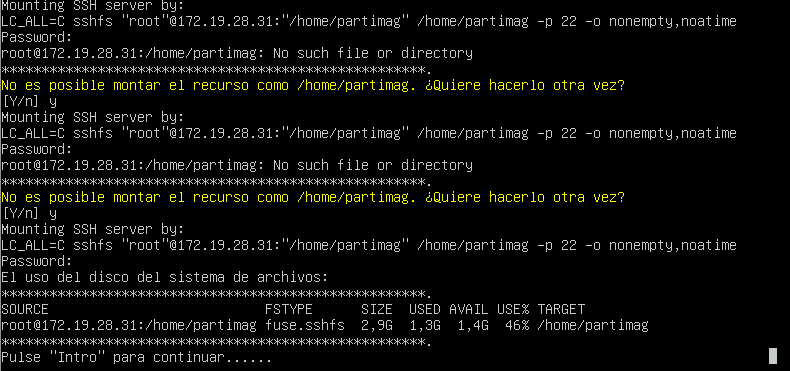 Mounting SSH server by:
LC_ALL=C sshfs "root"@172.19.28.31:"/home/partimag" /home/partimag -p 22 -o nonempty,noatime
Password:
root@172.19.28.31:/home/partimag: No such file or directory
*****************************************************.
No es posible montar el recurso como /home/partimag. ¿Quiere hacerlo otra vez?
[Y/n] y
Mounting SSH server by:
LC_ALL=C sshfs "root"@172.19.28.31:"/home/partimag" /home/partimag -p 22 -o nonempty,noatime
Password:
root@172.19.28.31:/home/partimag: No such file or directory
*****************************************************.
No es posible montar el recurso como /home/partimag. ¿Quiere hacerlo otra vez?
[Y/n] y
Mounting SSH server by:
LC_ALL=C sshfs "root"@172.19.28.31:"/home/partimag" /home/partimag -p 22 -o nonempty,noatime
Password:
El uso del disco del sistema de archivos:
*****************************************************.
SOURCE FSTYPE SIZE USED AVAIL USE% TARGET
root@172.19.28.31:/home/partimag fuse.sshfs 2,9G 1,3G 1,4G 46% /home/partimag
*****************************************************.
Pulse "Intro" para continuar......